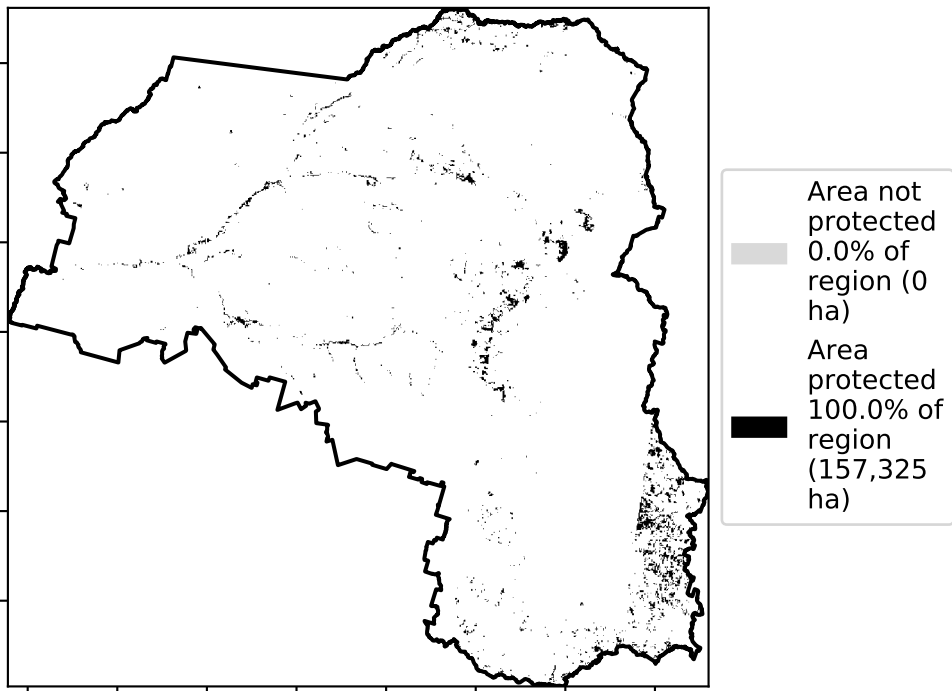 Area not
protected
0.0% of
region (0
ha)
Area
protected
100.0% of
region
(157,325
ha)